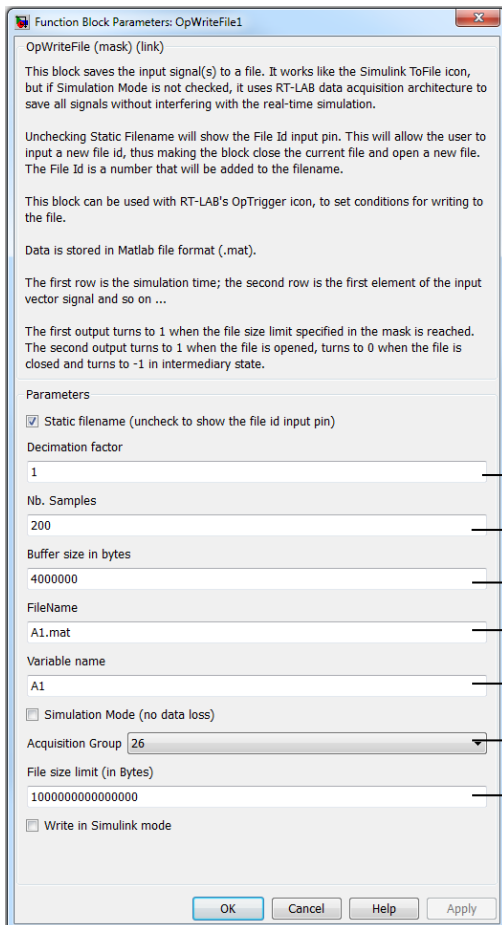 Function Block Parameters: OpWriteFile1
OpWriteFile (mask) (link)
This block saves the input signal(s) to a file. It works like the Simulink ToFile icon,
but if Simulation Mode is not checked, it uses RT-LAB data acquisition architecture to
save all signals without interfering with the real-time simulation.
Unchecking Static Filename will show the File Id input pin. This will allow the user to
input a new file id, thus making the block close the current file and open a new file.
The File Id is a number that will be added to the filename.
This block can be used with RT-LAB's OpTrigger icon, to set conditions for writing to
the file.
Data is stored in Matlab file format (.mat).
The first row is the simulation time; the second row is the first element of the input
vector signal and so on ...
The first output turns to 1 when the file size limit specified in the mask is reached.
The second output turns to 1 when the file is opened, turns to 0 when the file is
closed and turns to -1 in intermediary state.
Parameters
Static filename (uncheck to show the file id input pin)
Decimation factor
1
Nb. Samples
200
Buffer size in bytes
4000000
FileName
A1.mat
Variable name
A1
Simulation Mode (no data loss)
Acquisition Group 26
File size limit (in Bytes)
1000000000000000
Write in Simulink mode
OK Cancel Help Apply